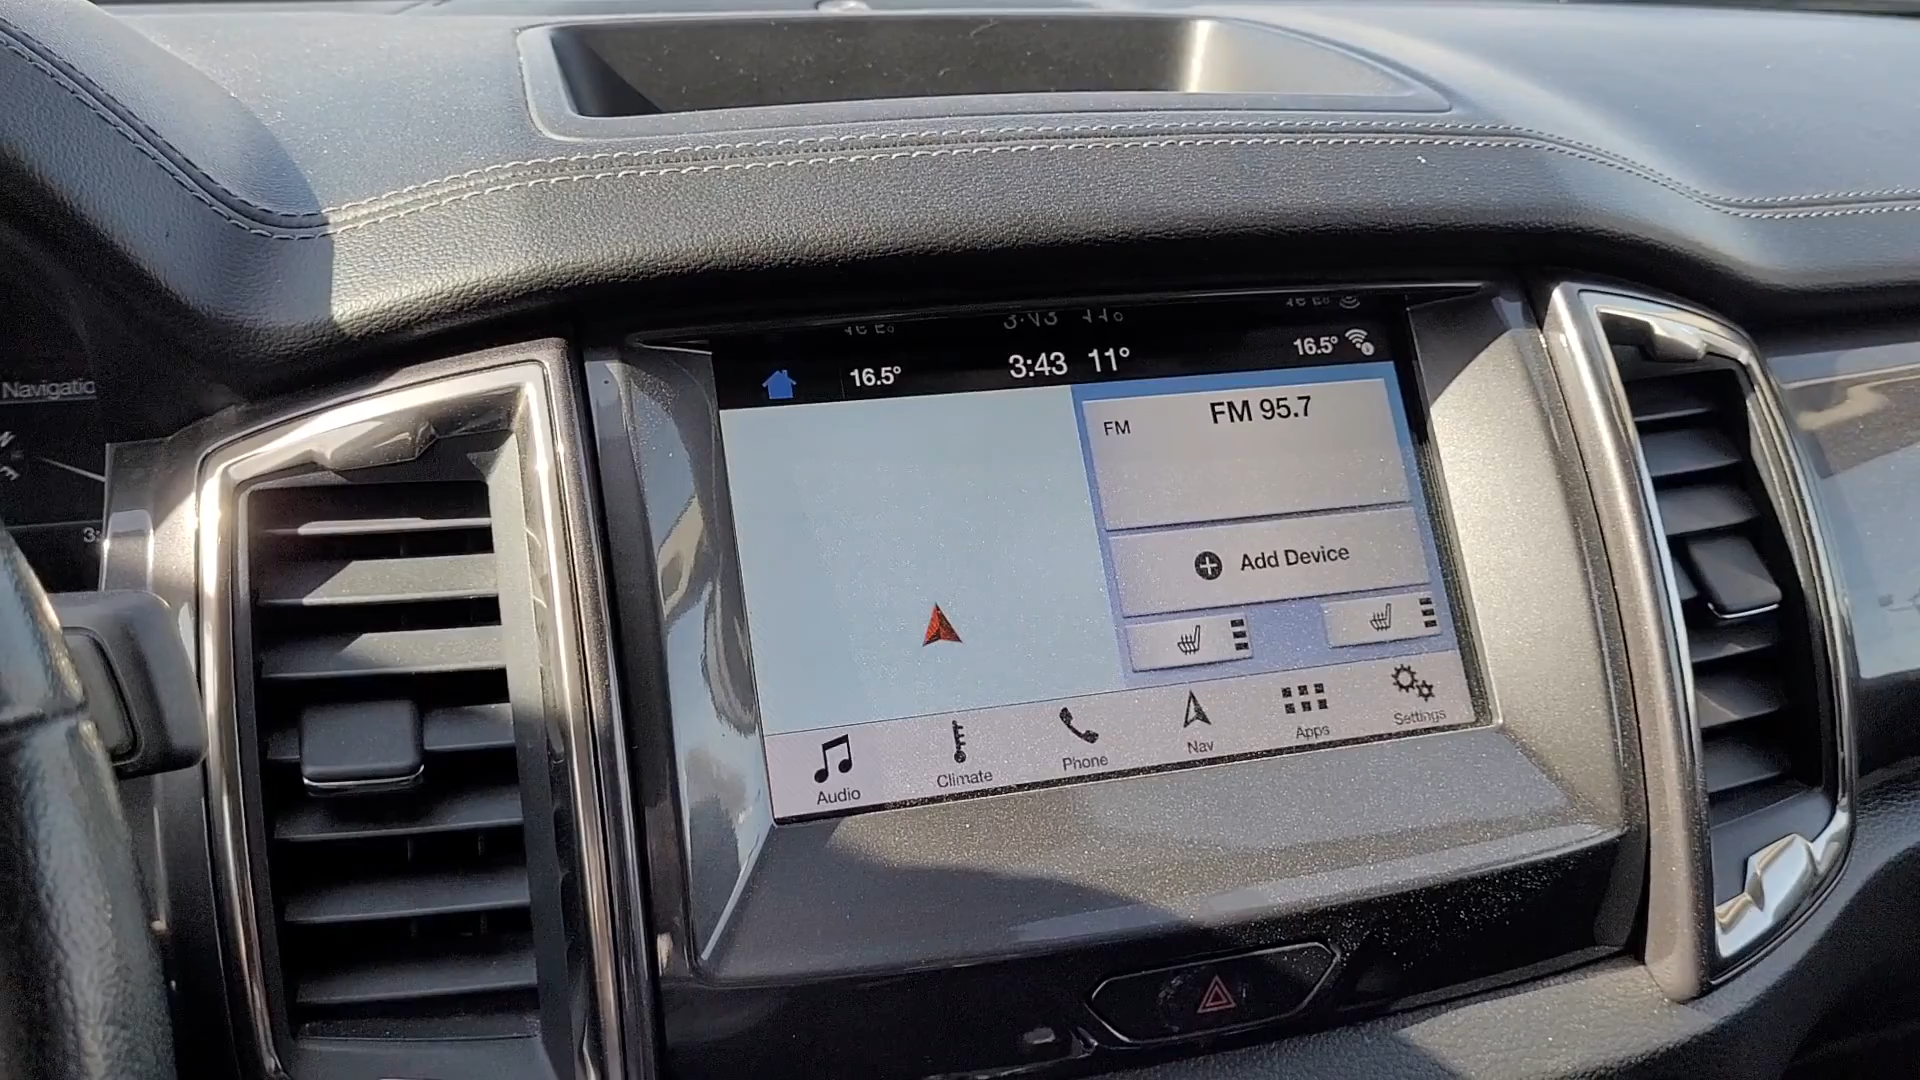 16.5° 3:43 11° 16.5°
FM FM 95.7
Add Device
Audio Climate Phone Nav Apps Settings
Navigatio
N
E
3: